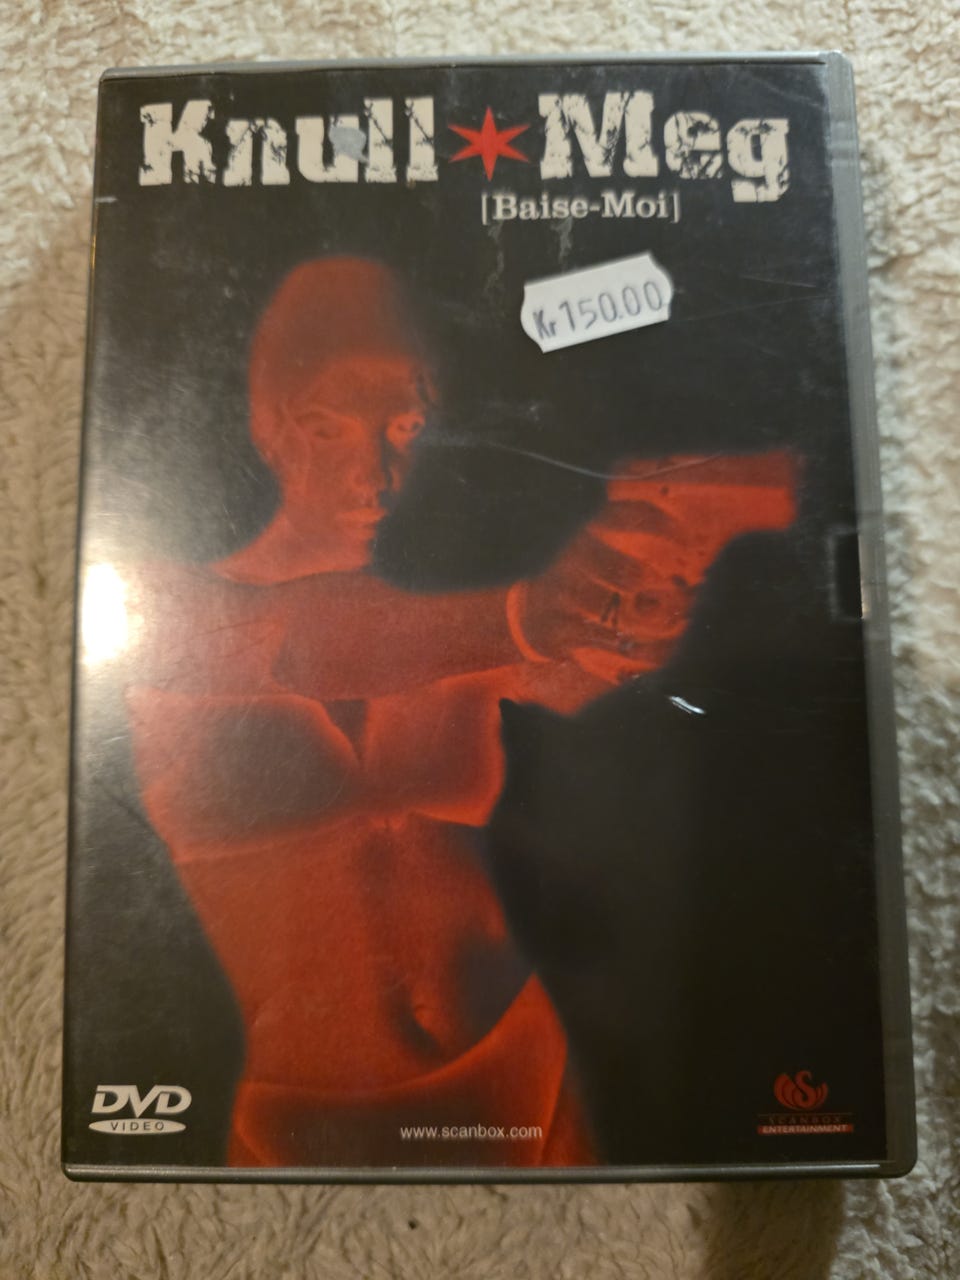 Knull Meg
[Baise-Moi]
Kr 150.00
DVD
VIDEO
www.scanbox.com
S
SCANBOX
ENTERTAINMENT